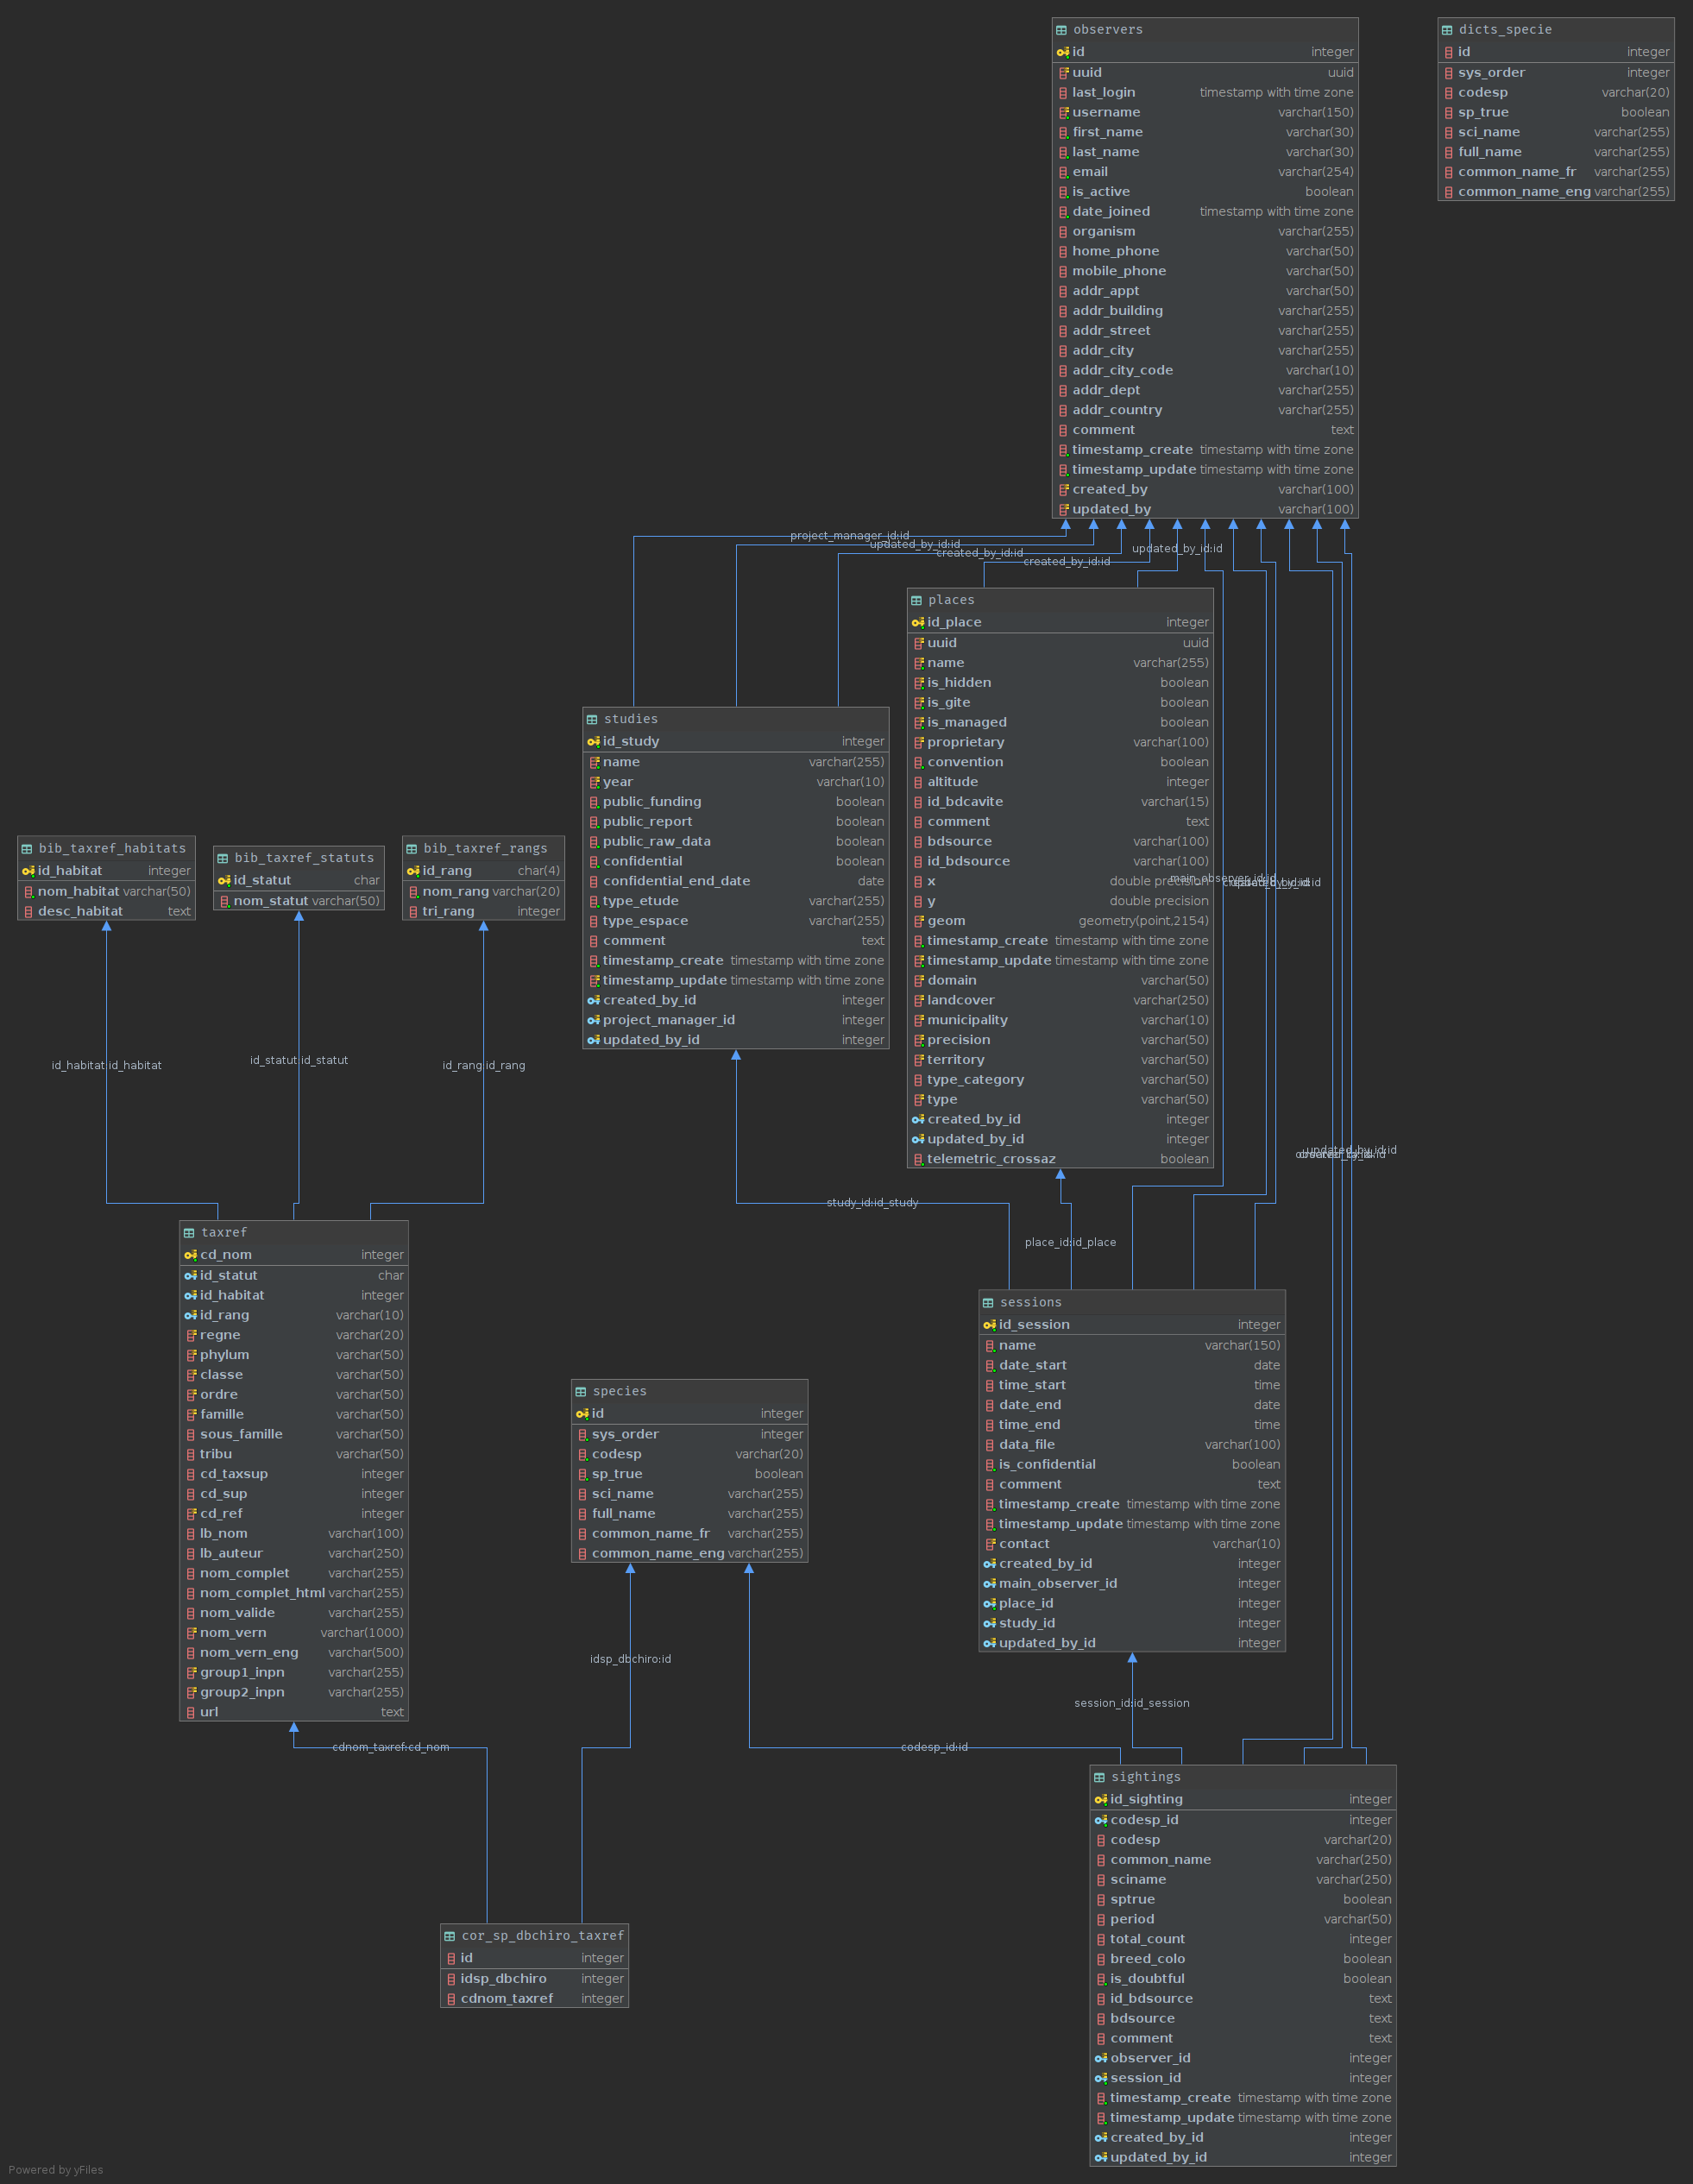 observers
id integer
uuid uuid
last_login timestamp with time zone
username varchar(150)
first_name varchar(30)
last_name varchar(30)
email varchar(254)
is_active boolean
date_joined timestamp with time zone
organism varchar(255)
home_phone varchar(50)
mobile_phone varchar(50)
addr_appt varchar(50)
addr_building varchar(255)
addr_street varchar(255)
addr_city varchar(255)
addr_city_code varchar(10)
addr_dept varchar(255)
addr_country varchar(255)
comment text
timestamp_create timestamp with time zone
timestamp_update timestamp with time zone
created_by varchar(100)
updated_by varchar(100)
dicts_specie
id integer
sys_order integer
codesp varchar(20)
sp_true boolean
sci_name varchar(255)
full_name varchar(255)
common_name_fr varchar(255)
common_name_eng varchar(255)
project_manager_id:id
updated_by_id:id
created_by_id:id
created_by_id:id
updated_by_id:id
places
id_place integer
uuid uuid
name varchar(255)
is_hidden boolean
is_gite boolean
is_managed boolean
proprietary varchar(100)
convention boolean
altitude integer
id_bdcavite varchar(15)
comment text
bdsource varchar(100)
id_bdsource varchar(100)
x double precision
y double precision
geom geometry(point,2154)
timestamp_create timestamp with time zone
timestamp_update timestamp with time zone
domain varchar(50)
landcover varchar(250)
municipality varchar(10)
precision varchar(50)
territory varchar(50)
type_category varchar(50)
type varchar(50)
created_by_id integer
updated_by_id integer
telemetric_crossaz boolean
main_observer_id:id
studies
id_study integer
name varchar(255)
year varchar(10)
public_funding boolean
public_report boolean
public_raw_data boolean
confidential boolean
confidential_end_date date
type_etude varchar(255)
type_espace varchar(255)
comment text
timestamp_create timestamp with time zone
timestamp_update timestamp with time zone
created_by_id integer
project_manager_id integer
updated_by_id integer
bib_taxref_habitats
id_habitat integer
nom_habitat varchar(50)
desc_habitat text
bib_taxref_statuts
id_statut char
nom_statut varchar(50)
bib_taxref_rangs
id_rang char(4)
nom_rang varchar(20)
tri_rang integer
id_habitat:id_habitat
id_statut:id_statut
id_rang:id_rang
updated_by_id:id
study_id:id_study
place_id:id_place
taxref
cd_nom integer
id_statut char
id_habitat integer
id_rang varchar(10)
regne varchar(20)
phylum varchar(50)
classe varchar(50)
ordre varchar(50)
famille varchar(50)
sous_famille varchar(50)
tribu varchar(50)
cd_taxsup integer
cd_sup integer
cd_ref integer
lb_nom varchar(100)
lb_auteur varchar(250)
nom_complet varchar(255)
nom_complet_html varchar(255)
nom_valide varchar(255)
nom_vern varchar(1000)
nom_vern_eng varchar(500)
group1_inpn varchar(255)
group2_inpn varchar(255)
url text
species
id integer
sys_order integer
codesp varchar(20)
sp_true boolean
sci_name varchar(255)
full_name varchar(255)
common_name_fr varchar(255)
common_name_eng varchar(255)
sessions
id_session integer
name varchar(150)
date_start date
time_start time
date_end date
time_end time
data_file varchar(100)
is_confidential boolean
comment text
timestamp_create timestamp with time zone
timestamp_update timestamp with time zone
contact varchar(10)
created_by_id integer
main_observer_id integer
place_id integer
study_id integer
updated_by_id integer
idsp_dbchiro:id
session_id:id_session
cdnom_taxref:cd_nom
codesp_id:id
sightings
id_sighting integer
codesp_id integer
codesp varchar(20)
common_name varchar(250)
sciname varchar(250)
sptrue boolean
period varchar(50)
total_count integer
breed_colo boolean
is_doubtful boolean
id_bdsource text
bdsource text
comment text
observer_id integer
session_id integer
timestamp_create timestamp with time zone
timestamp_update timestamp with time zone
created_by_id integer
updated_by_id integer
cor_sp_dbchiro_taxref
id integer
idsp_dbchiro integer
cdnom_taxref integer
Powered by yFiles